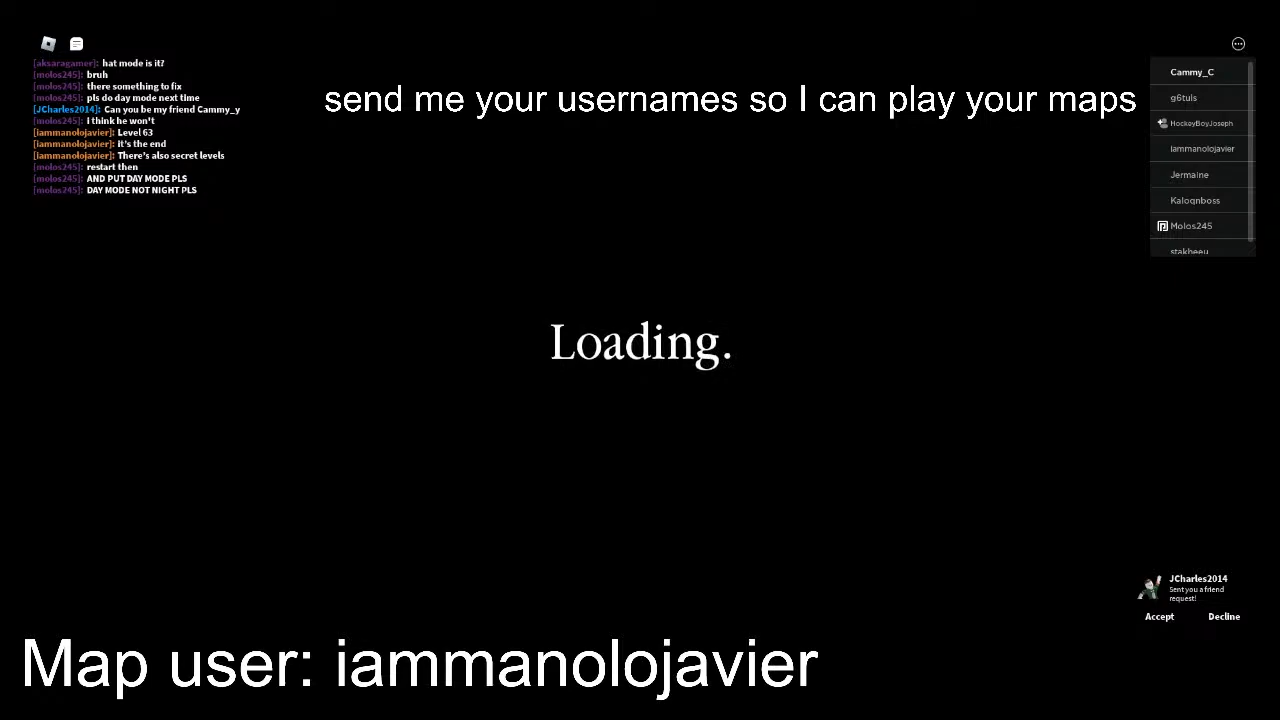 [aksaragamer]: hat mode is it?
[molos245]: bruh
[molos245]: there something to fix
[molos245]: pls do day mode next time
[JCharles2014]: Can you be my friend Cammy_y
[molos245]: i think he won't
[iammanolojavier]: Level 63
[iammanolojavier]: it's the end
[iammanolojavier]: There's also secret levels
[molos245]: restart then
[molos245]: AND PUT DAY MODE PLS
[molos245]: DAY MODE NOT NIGHT PLS
send me your usernames so I can play your maps
Cammy_C
g6tuls
HockeyBoyJoseph
iammanolojavier
Jermaine
Kaloqnboss
Molos245
stakheeu
Loading.
JCharles2014
Sent you a friend
request!
Accept Decline
Map user: iammanolojavier